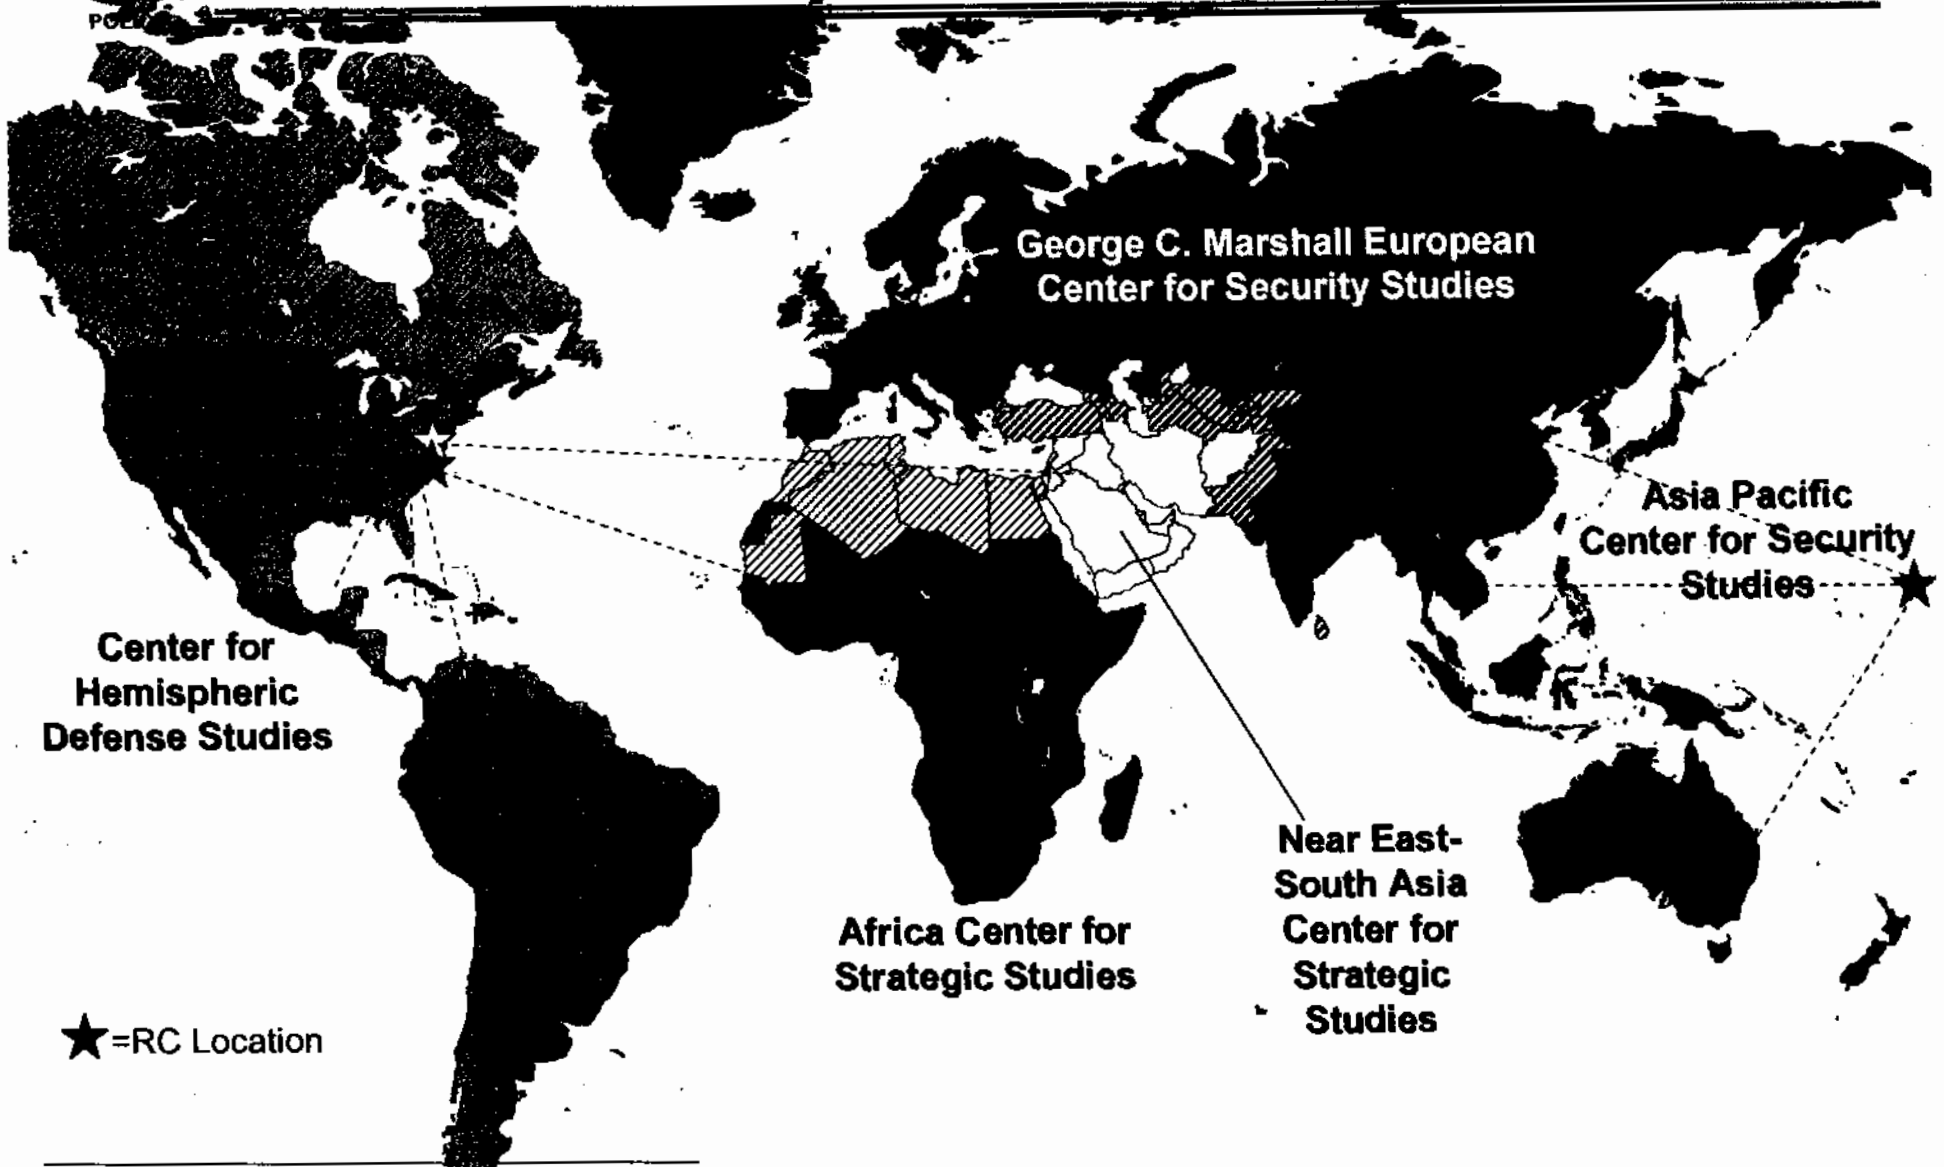 George C. Marshall European
Center for Security Studies
Asia Pacific
Center for Security
Studies
Center for
Hemispheric
Defense Studies
Near East-
South Asia
Center for
Strategic
Studies
Africa Center for
Strategic Studies
=RC Location